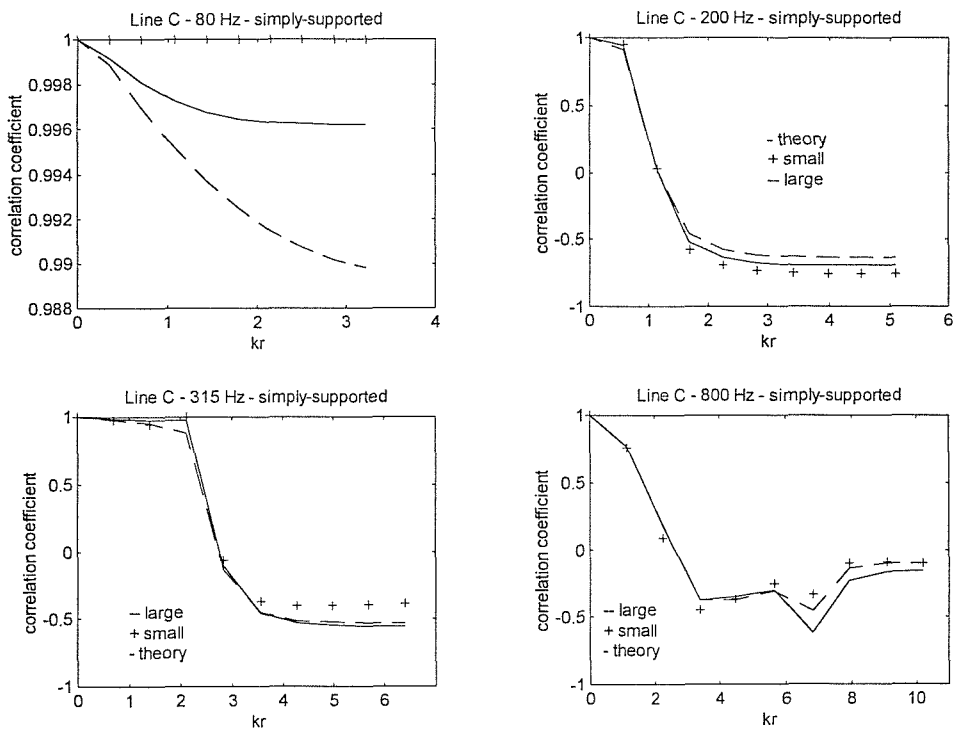 Line C - 80 Hz - simply-supported
1
0.998
0.996
0.994
0.992
0.99
0.988
correlation coefficient
0 1 2 3 4
kr
Line C - 200 Hz - simply-supported
1
0.5
0
-0.5
-1
correlation coefficient
- theory
+ small
— large
0 1 2 3 4 5 6
kr
Line C - 315 Hz - simply-supported
1
0.5
0
-0.5
-1
correlation coefficient
— large
+ small
- theory
0 1 2 3 4 5 6
kr
Line C - 800 Hz - simply-supported
1
0.5
0
-0.5
-1
correlation coefficient
— large
+ small
- theory
0 2 4 6 8 10
kr